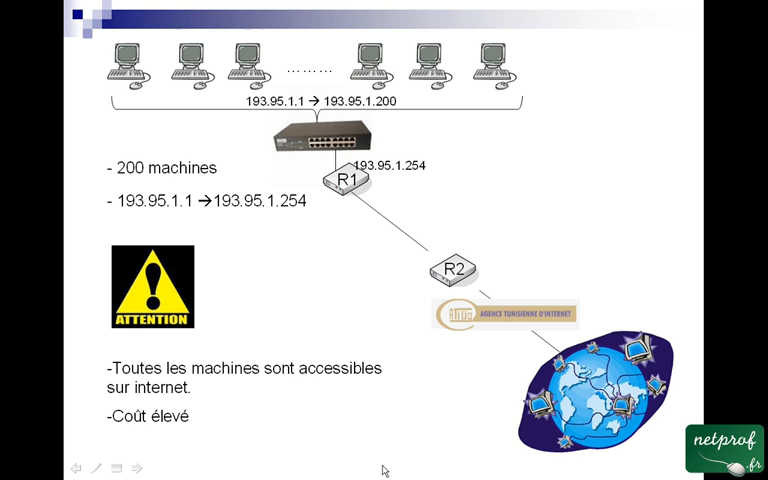 ………
193.95.1.1 → 193.95.1.200
193.95.1.254
R1
- 200 machines
- 193.95.1.1 →193.95.1.254
R2
ATTENTION
AGENCE TUNISIENNE D'INTERNET
-Toutes les machines sont accessibles
sur internet.
-Coût élevé
netprof
.fr